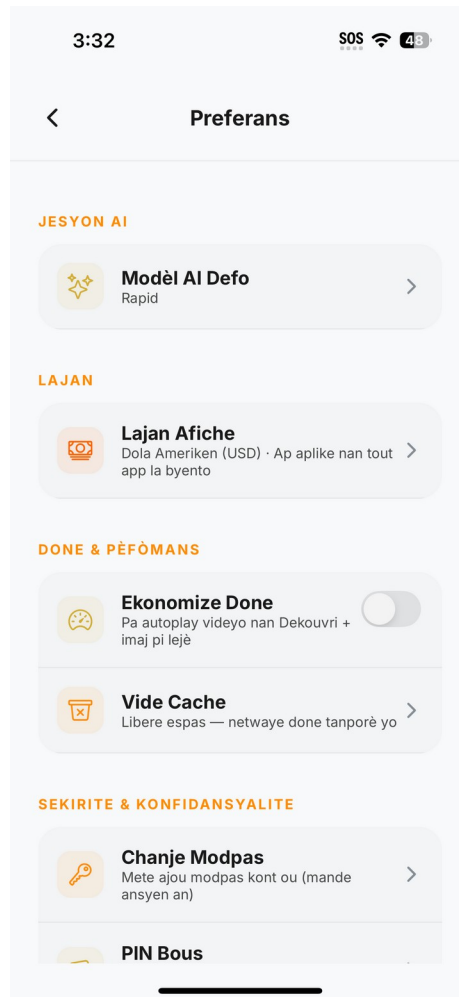 3:32
SOS
48
Preferans
JESYON AI
Modèl AI Defo
Rapid
LAJAN
Lajan Afiche
Dola Ameriken (USD) · Ap aplike nan tout
app la byento
DONE & PÈFÒMANS
Ekonomize Done
Pa autoplay videyo nan Dekouvri +
imaj pi lejè
Vide Cache
Libere espas — netwaye done tanporè yo
SEKIRITE & KONFIDANSYALITE
Chanje Modpas
Mete ajou modpas kont ou (mande
ansyen an)
PIN Bous